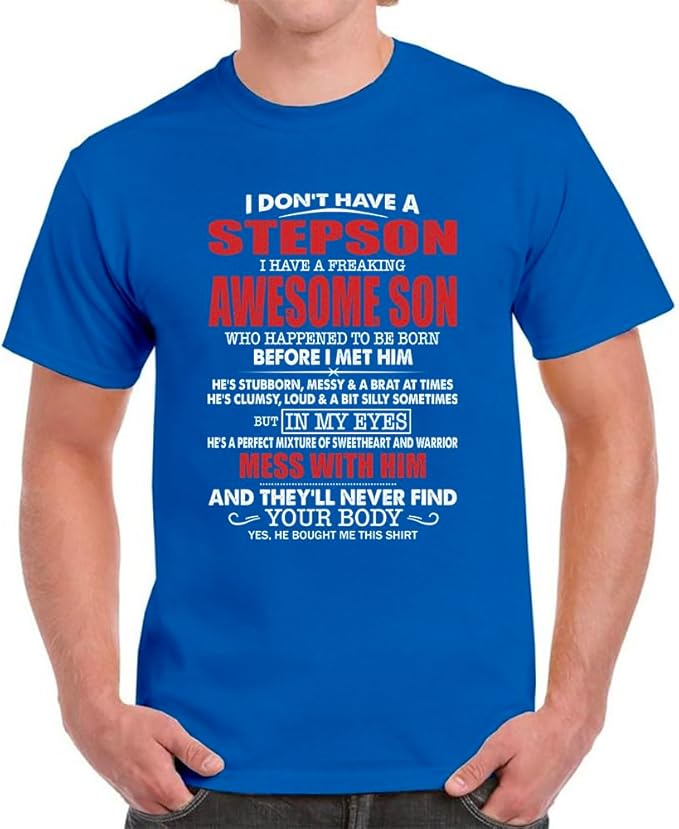 I DON'T HAVE A
STEPSON
I HAVE A FREAKING
AWESOME SON
WHO HAPPENED TO BE BORN
BEFORE I MET HIM
HE'S STUBBORN, MESSY & A BRAT AT TIMES
HE'S CLUMSY, LOUD & A BIT SILLY SOMETIMES
BUT IN MY EYES
HE'S A PERFECT MIXTURE OF SWEETHEART AND WARRIOR
MESS WITH HIM
AND THEY'LL NEVER FIND
YOUR BODY
YES, HE BOUGHT ME THIS SHIRT